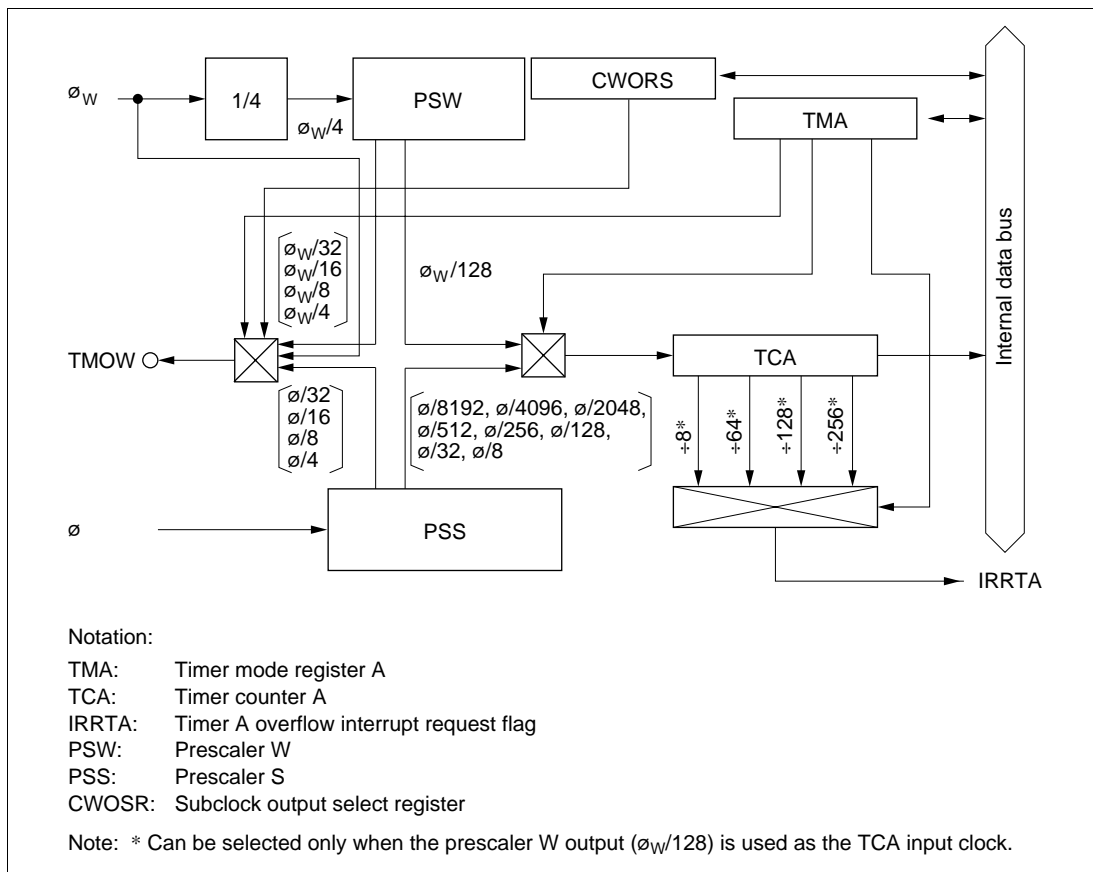 øW
1/4
øW/4
PSW
CWORS
TMA
Internal data bus
øW/32
øW/16
øW/8
øW/4
øW/128
TMOW
TCA
ø/32
ø/16
ø/8
ø/4
ø/8192, ø/4096, ø/2048,
ø/512, ø/256, ø/128,
ø/32, ø/8
÷8*
÷64*
÷128*
÷256*
ø
PSS
IRRTA
Notation:
TMA: Timer mode register A
TCA: Timer counter A
IRRTA: Timer A overflow interrupt request flag
PSW: Prescaler W
PSS: Prescaler S
CWOSR: Subclock output select register
Note: * Can be selected only when the prescaler W output (øW/128) is used as the TCA input clock.